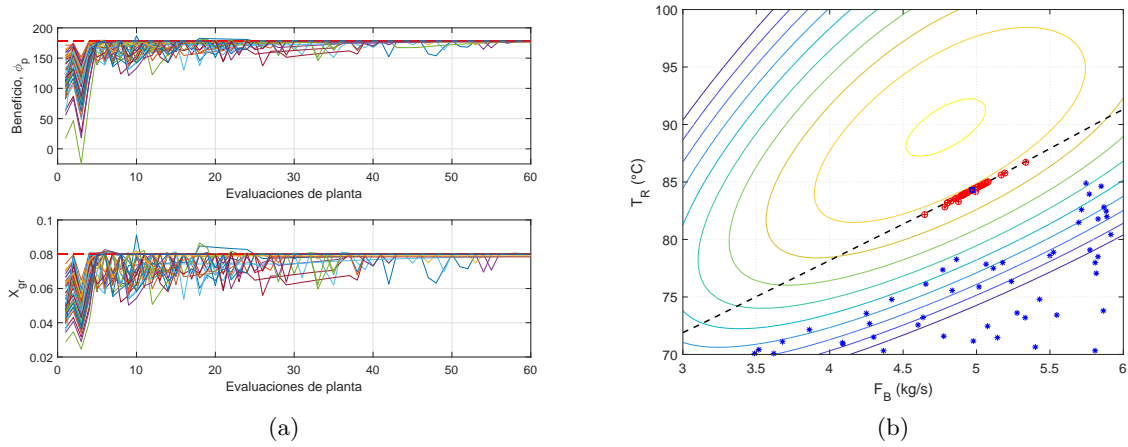 200
150
100
50
0
Beneficio, ϕp
0 10 20 30 40 50 60
Evaluaciones de planta
0.1
0.08
0.06
0.04
0.02
Xgr
0 10 20 30 40 50 60
Evaluaciones de planta
(a)
100
95
90
85
80
75
70
TR (°C)
3 3.5 4 4.5 5 5.5 6
FB (kg/s)
(b)